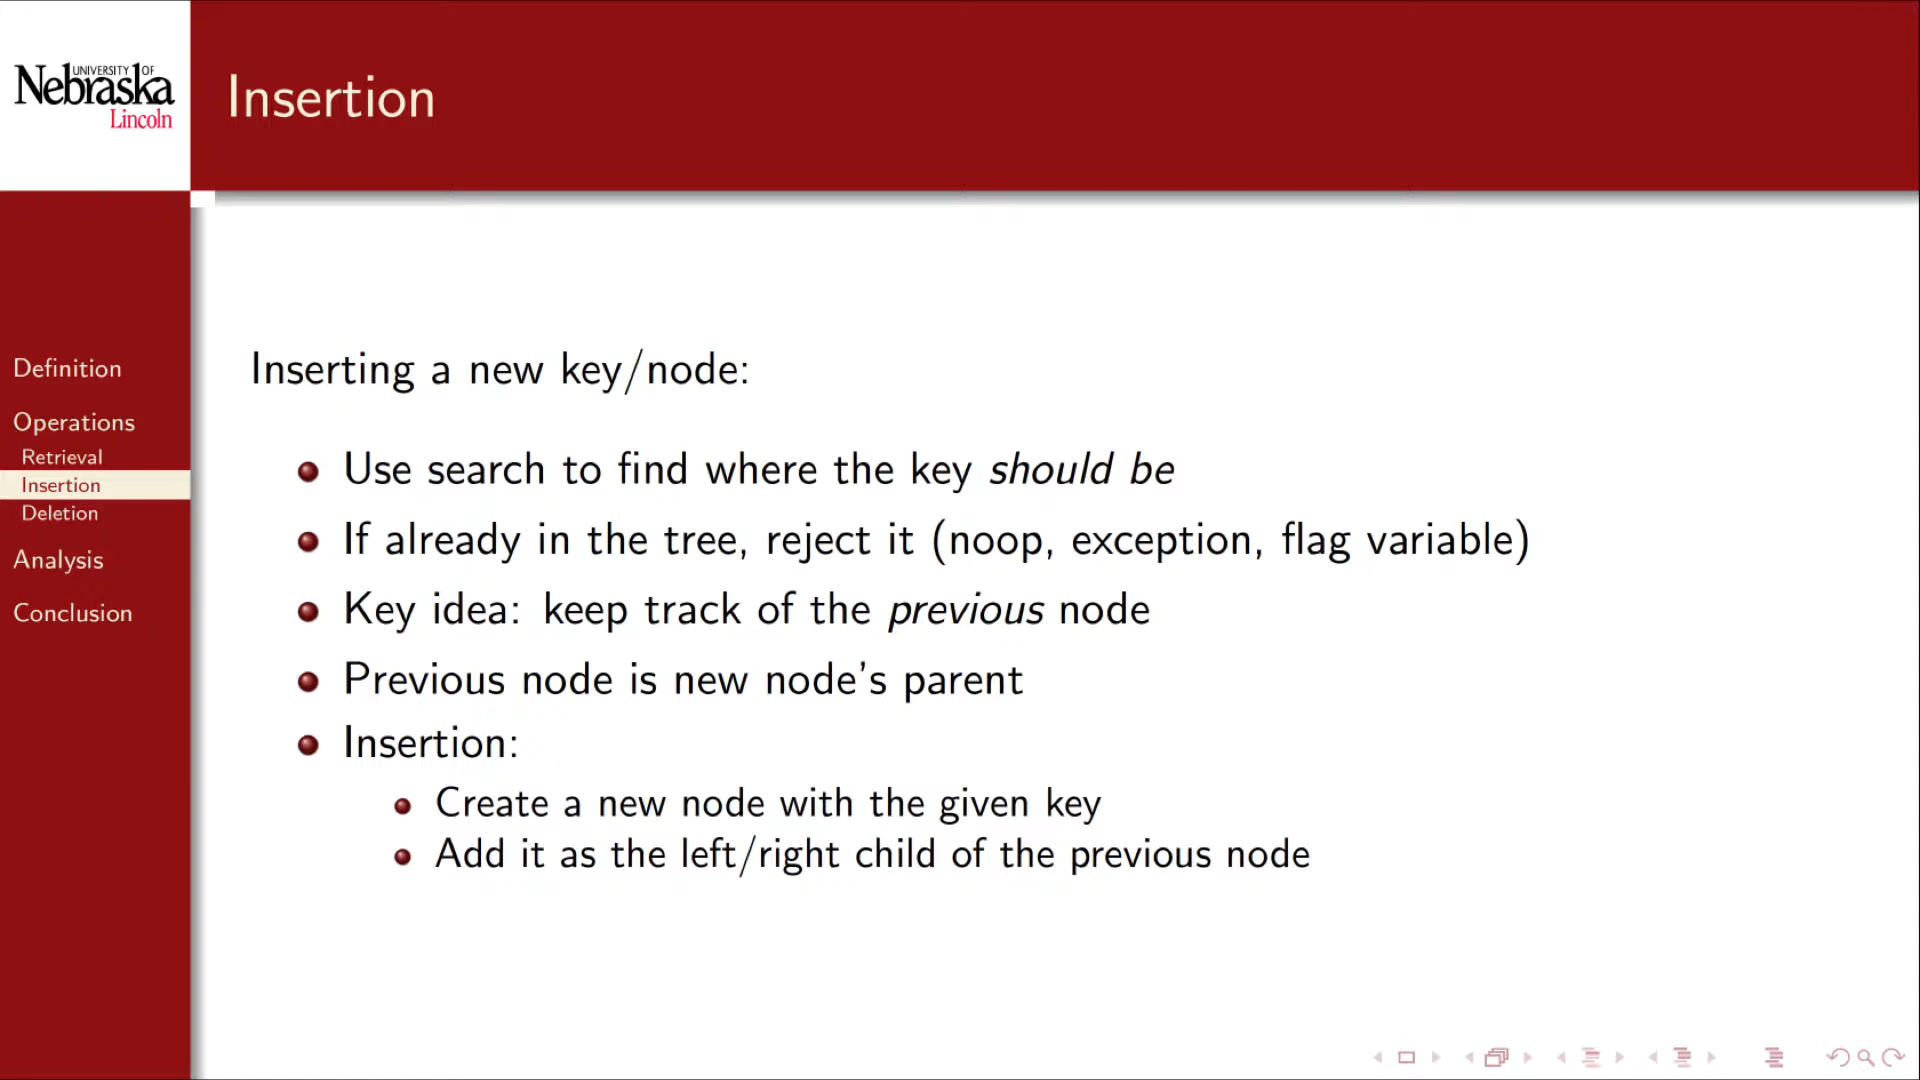 UNIVERSITY OF
Nebraska
Lincoln
Insertion
Definition
Operations
Retrieval
Insertion
Deletion
Analysis
Conclusion
Inserting a new key/node:
Use search to find where the key should be
If already in the tree, reject it (noop, exception, flag variable)
Key idea: keep track of the previous node
Previous node is new node's parent
Insertion:
Create a new node with the given key
Add it as the left/right child of the previous node